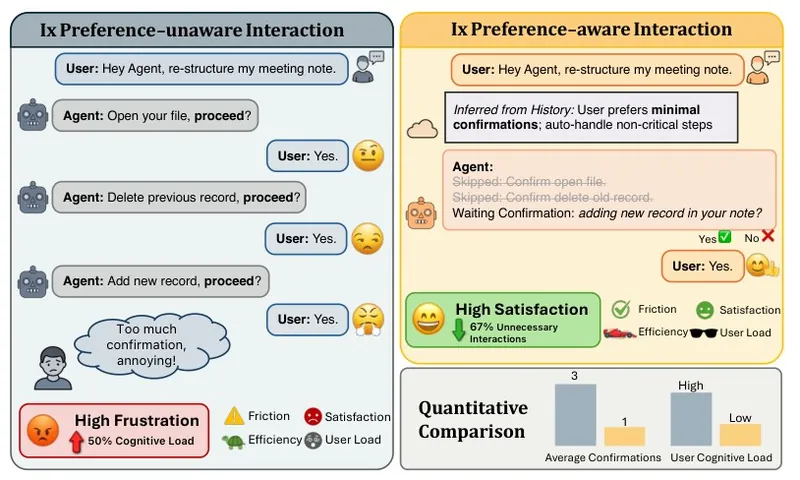 Ix Preference–unaware Interaction
User: Hey Agent, re-structure my meeting note.
Agent: Open your file, proceed?
User: Yes.
Agent: Delete previous record, proceed?
User: Yes.
Agent: Add new record, proceed?
User: Yes.
Too much
confirmation,
annoying!
High Frustration
50% Cognitive Load
Friction
Satisfaction
Efficiency
User Load
Ix Preference–aware Interaction
User: Hey Agent, re-structure my meeting note.
Inferred from History: User prefers minimal
confirmations; auto-handle non-critical steps
Agent:
Skipped: Confirm open file.
Skipped: Confirm delete old record.
Waiting Confirmation: adding new record in your note?
Yes
No
User: Yes.
High Satisfaction
67% Unnecessary
Interactions
Friction
Satisfaction
Efficiency
User Load
Quantitative
Comparison
3
1
Average Confirmations
High
Low
User Cognitive Load